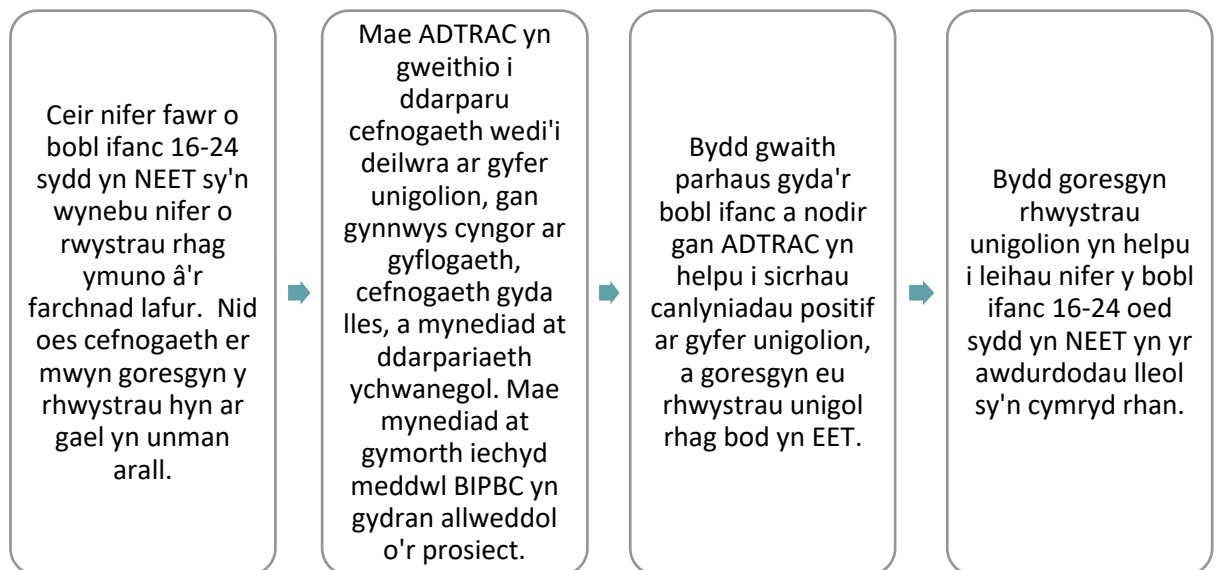 Ceir nifer fawr o
bobl ifanc 16-24
sydd yn NEET sy'n
wynebu nifer o
rwystrau rhag
ymuno â'r
farchnad lafur.  Nid
oes cefnogaeth er
mwyn goresgyn y
rhwystrau hyn ar
gael yn unman
arall.
Mae ADTRAC yn
gweithio i
ddarparu
cefnogaeth wedi'i
deilwra ar gyfer
unigolion, gan
gynnwys cyngor ar
gyflogaeth,
cefnogaeth gyda
lles, a mynediad at
ddarpariaeth
ychwanegol. Mae
mynediad at
gymorth iechyd
meddwl BIPBC yn
gydran allweddol
o'r prosiect.
Bydd gwaith
parhaus gyda'r
bobl ifanc a nodir
gan ADTRAC yn
helpu i sicrhau
canlyniadau positif
ar gyfer unigolion,
a goresgyn eu
rhwystrau unigol
rhag bod yn EET.
Bydd goresgyn
rhwystrau
unigolion yn helpu
i leihau nifer y bobl
ifanc 16-24 oed
sydd yn NEET yn yr
awdurdodau lleol
sy'n cymryd rhan.